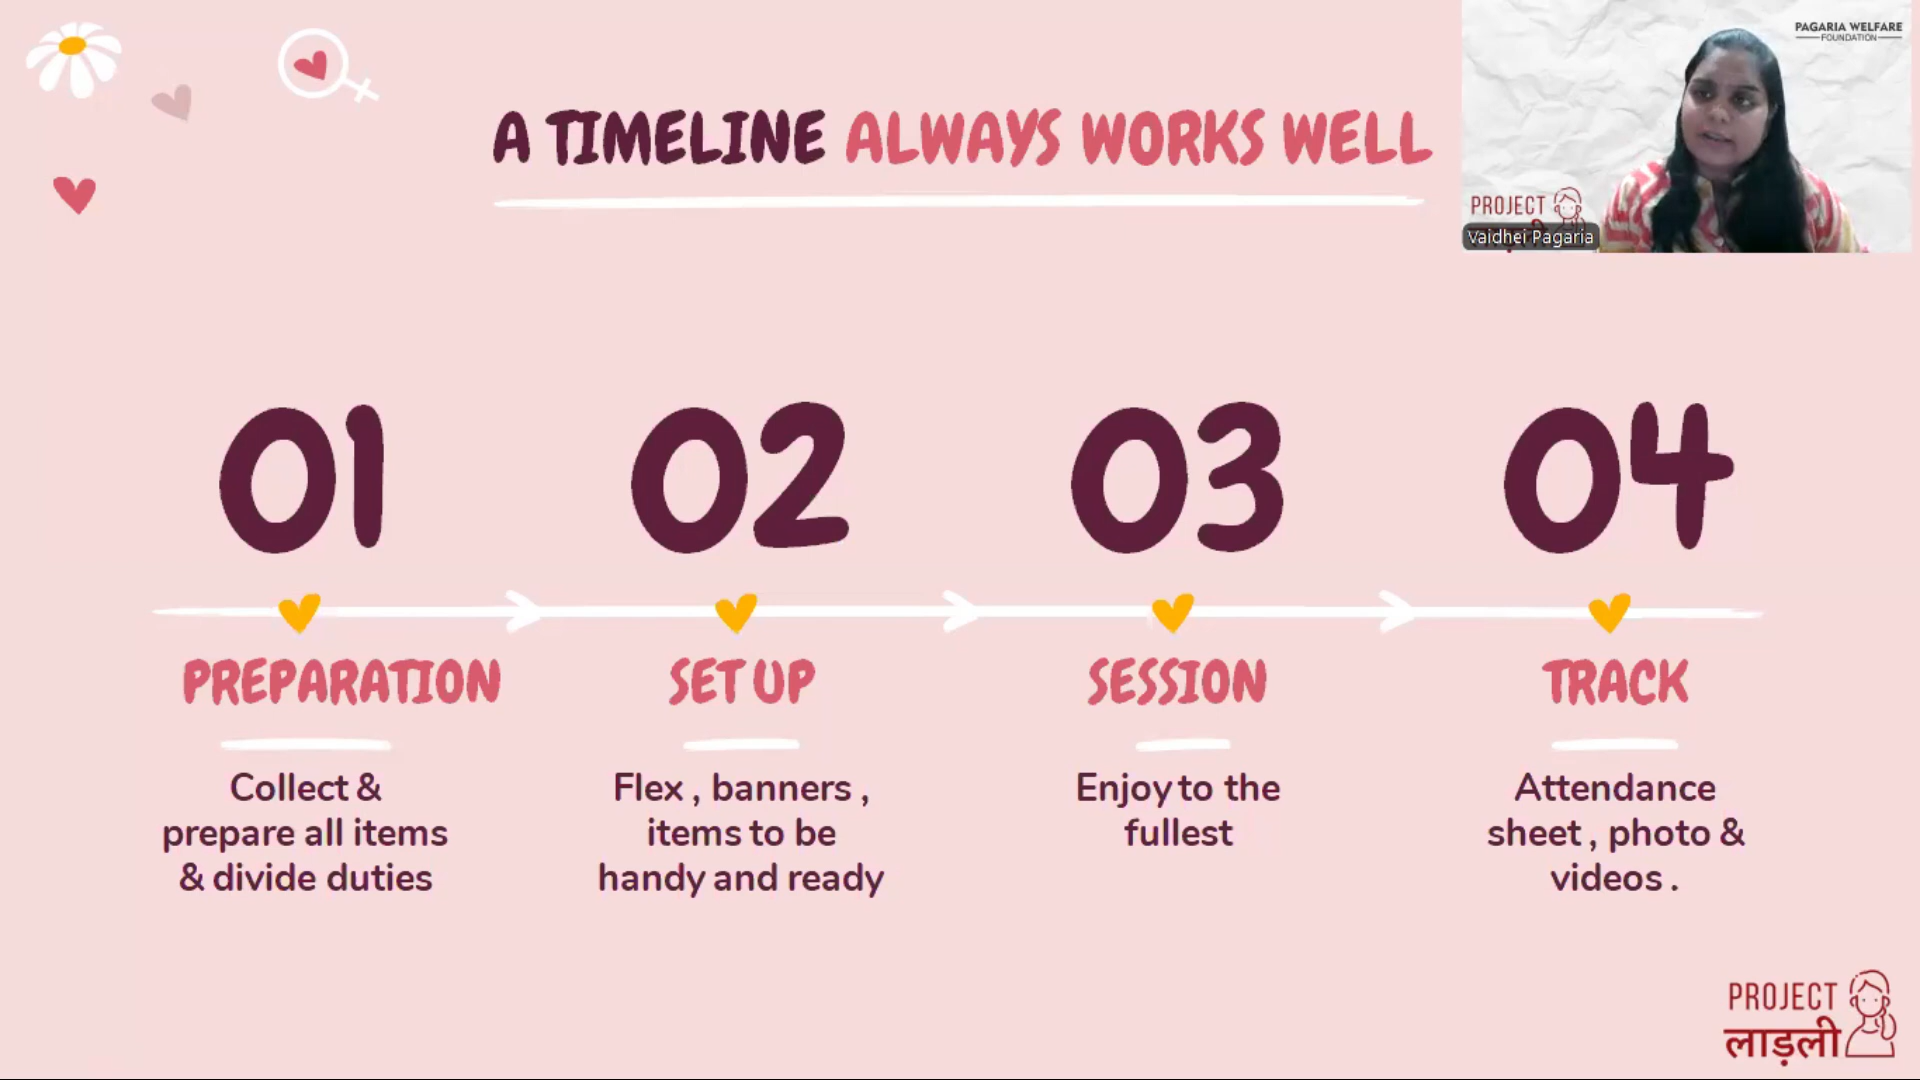 A TIMELINE ALWAYS WORKS WELL
PAGARIA WELFARE
FOUNDATION
PROJECT
Vaidhei Pagaria
01
02
03
04
PREPARATION
SET UP
SESSION
TRACK
Collect &
prepare all items
& divide duties
Flex , banners ,
items to be
handy and ready
Enjoy to the
fullest
Attendance
sheet , photo &
videos .
PROJECT
लाड़ली